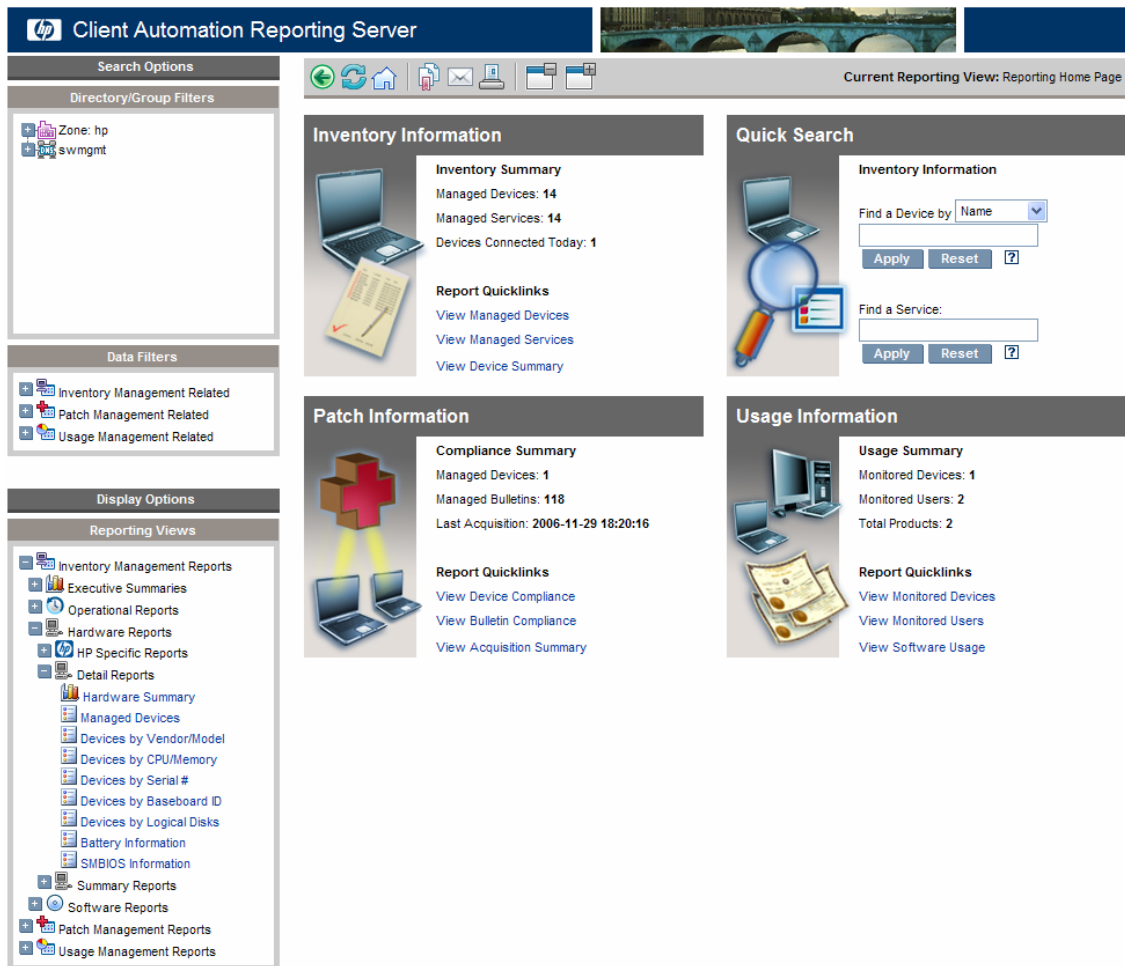 hp Client Automation Reporting Server
Search Options
Directory/Group Filters
Zone: hp
swmgmt
Data Filters
Inventory Management Related
Patch Management Related
Usage Management Related
Display Options
Reporting Views
Inventory Management Reports
Executive Summaries
Operational Reports
Hardware Reports
HP Specific Reports
Detail Reports
Hardware Summary
Managed Devices
Devices by Vendor/Model
Devices by CPU/Memory
Devices by Serial #
Devices by Baseboard ID
Devices by Logical Disks
Battery Information
SMBIOS Information
Summary Reports
Software Reports
Patch Management Reports
Usage Management Reports
Current Reporting View: Reporting Home Page
Inventory Information
Inventory Summary
Managed Devices: 14
Managed Services: 14
Devices Connected Today: 1
Report Quicklinks
View Managed Devices
View Managed Services
View Device Summary
Quick Search
Inventory Information
Find a Device by Name
Apply Reset ?
Find a Service:
Apply Reset ?
Patch Information
Compliance Summary
Managed Devices: 1
Managed Bulletins: 118
Last Acquisition: 2006-11-29 18:20:16
Report Quicklinks
View Device Compliance
View Bulletin Compliance
View Acquisition Summary
Usage Information
Usage Summary
Monitored Devices: 1
Monitored Users: 2
Total Products: 2
Report Quicklinks
View Monitored Devices
View Monitored Users
View Software Usage